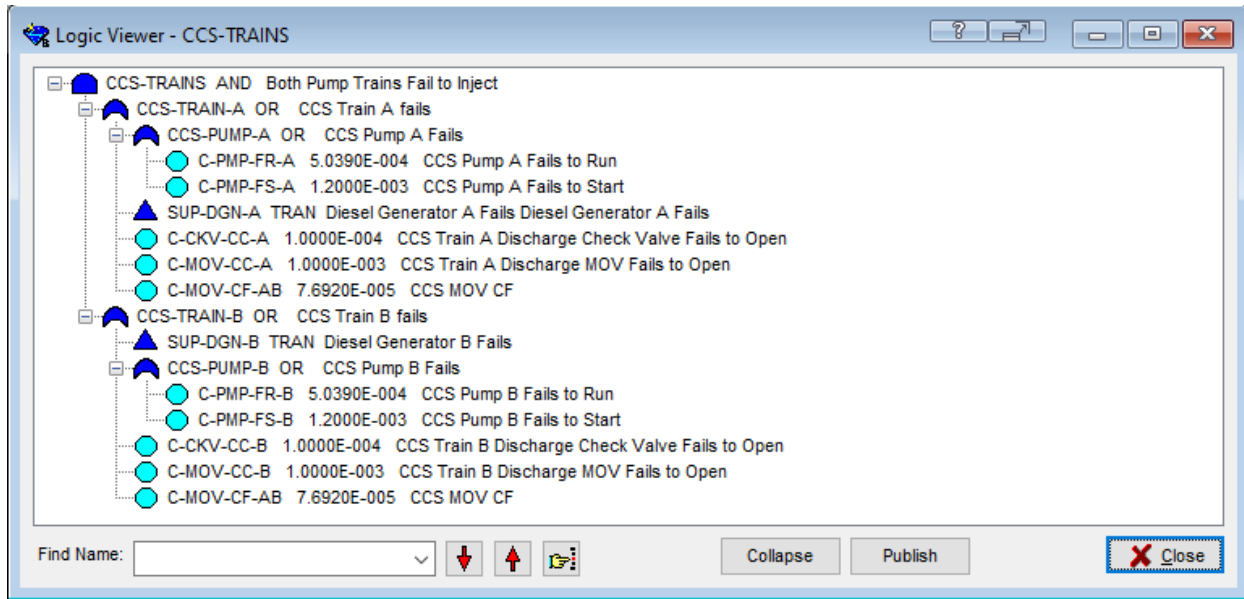 Logic Viewer - CCS-TRAINS
?
CCS-TRAINS AND Both Pump Trains Fail to Inject
CCS-TRAIN-A OR CCS Train A fails
CCS-PUMP-A OR CCS Pump A Fails
C-PMP-FR-A 5.0390E-004 CCS Pump A Fails to Run
C-PMP-FS-A 1.2000E-003 CCS Pump A Fails to Start
SUP-DGN-A TRAN Diesel Generator A Fails Diesel Generator A Fails
C-CKV-CC-A 1.0000E-004 CCS Train A Discharge Check Valve Fails to Open
C-MOV-CC-A 1.0000E-003 CCS Train A Discharge MOV Fails to Open
C-MOV-CF-AB 7.6920E-005 CCS MOV CF
CCS-TRAIN-B OR CCS Train B fails
SUP-DGN-B TRAN Diesel Generator B Fails
CCS-PUMP-B OR CCS Pump B Fails
C-PMP-FR-B 5.0390E-004 CCS Pump B Fails to Run
C-PMP-FS-B 1.2000E-003 CCS Pump B Fails to Start
C-CKV-CC-B 1.0000E-004 CCS Train B Discharge Check Valve Fails to Open
C-MOV-CC-B 1.0000E-003 CCS Train B Discharge MOV Fails to Open
C-MOV-CF-AB 7.6920E-005 CCS MOV CF
Find Name: Collapse Publish Close